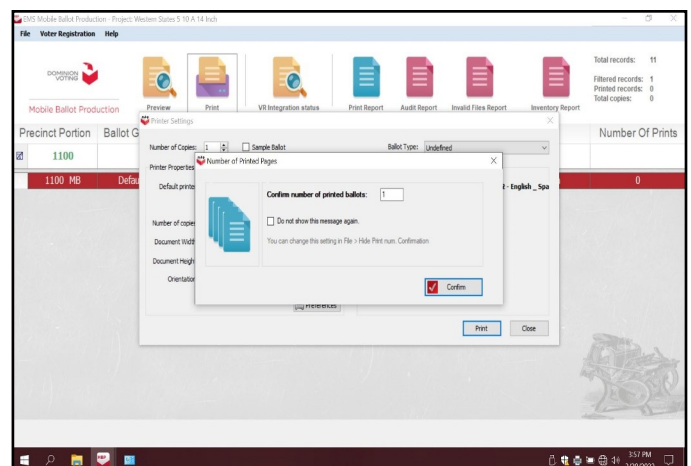 EMS Mobile Ballot Production - Project: Western States 5 10 A 14 Inch
File Voter Registration Help
DOMINION
VOTING
Mobile Ballot Production
Preview Print VR Integration status Print Report Audit Report Invalid Files Report Inventory Report
Total records: 11
Filtered records: 1
Printed records: 0
Total copies: 0
Precinct Portion Ballot G Number Of Prints
1100
1100 MB Defau 0
Printer Settings
Number of Copies: 1 Sample Ballot Ballot Type: Undefined
Printer Properties
Default printer
Number of copies
Document Widt
Document Heigh
Orientation
R - English _ Spa
Number of Printed Pages
Confirm number of printed ballots: 1
Do not show this message again.
You can change this setting in File > Hide Print num. Confirmation
Confirm
Preferences
Print Close
3:57 PM